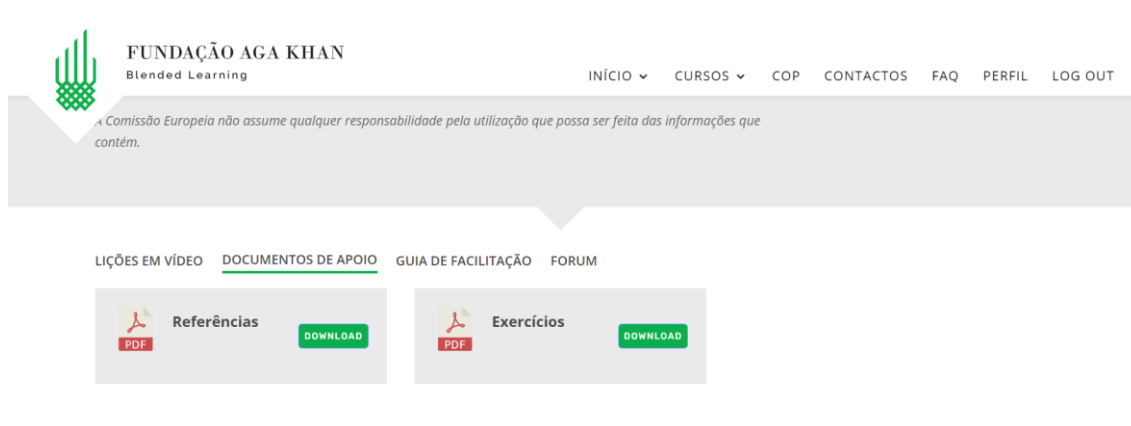 FUNDAÇÃO AGA KHAN
Blended Learning
INÍCIO CURSOS COP CONTACTOS FAQ PERFIL LOG OUT
A Comissão Europeia não assume qualquer responsabilidade pela utilização que possa ser feita das informações que
contém.
LIÇÕES EM VÍDEO DOCUMENTOS DE APOIO GUIA DE FACILITAÇÃO FORUM
PDF Referências DOWNLOAD
PDF Exercícios DOWNLOAD